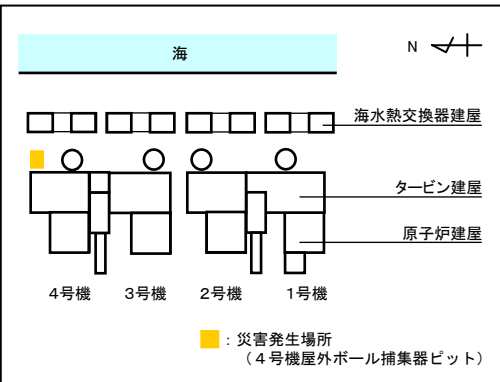 海
N
海水熱交換器建屋
タービン建屋
原子炉建屋
4号機 3号機 2号機 1号機
：災害発生場所
（４号機屋外ボール捕集器ピット）